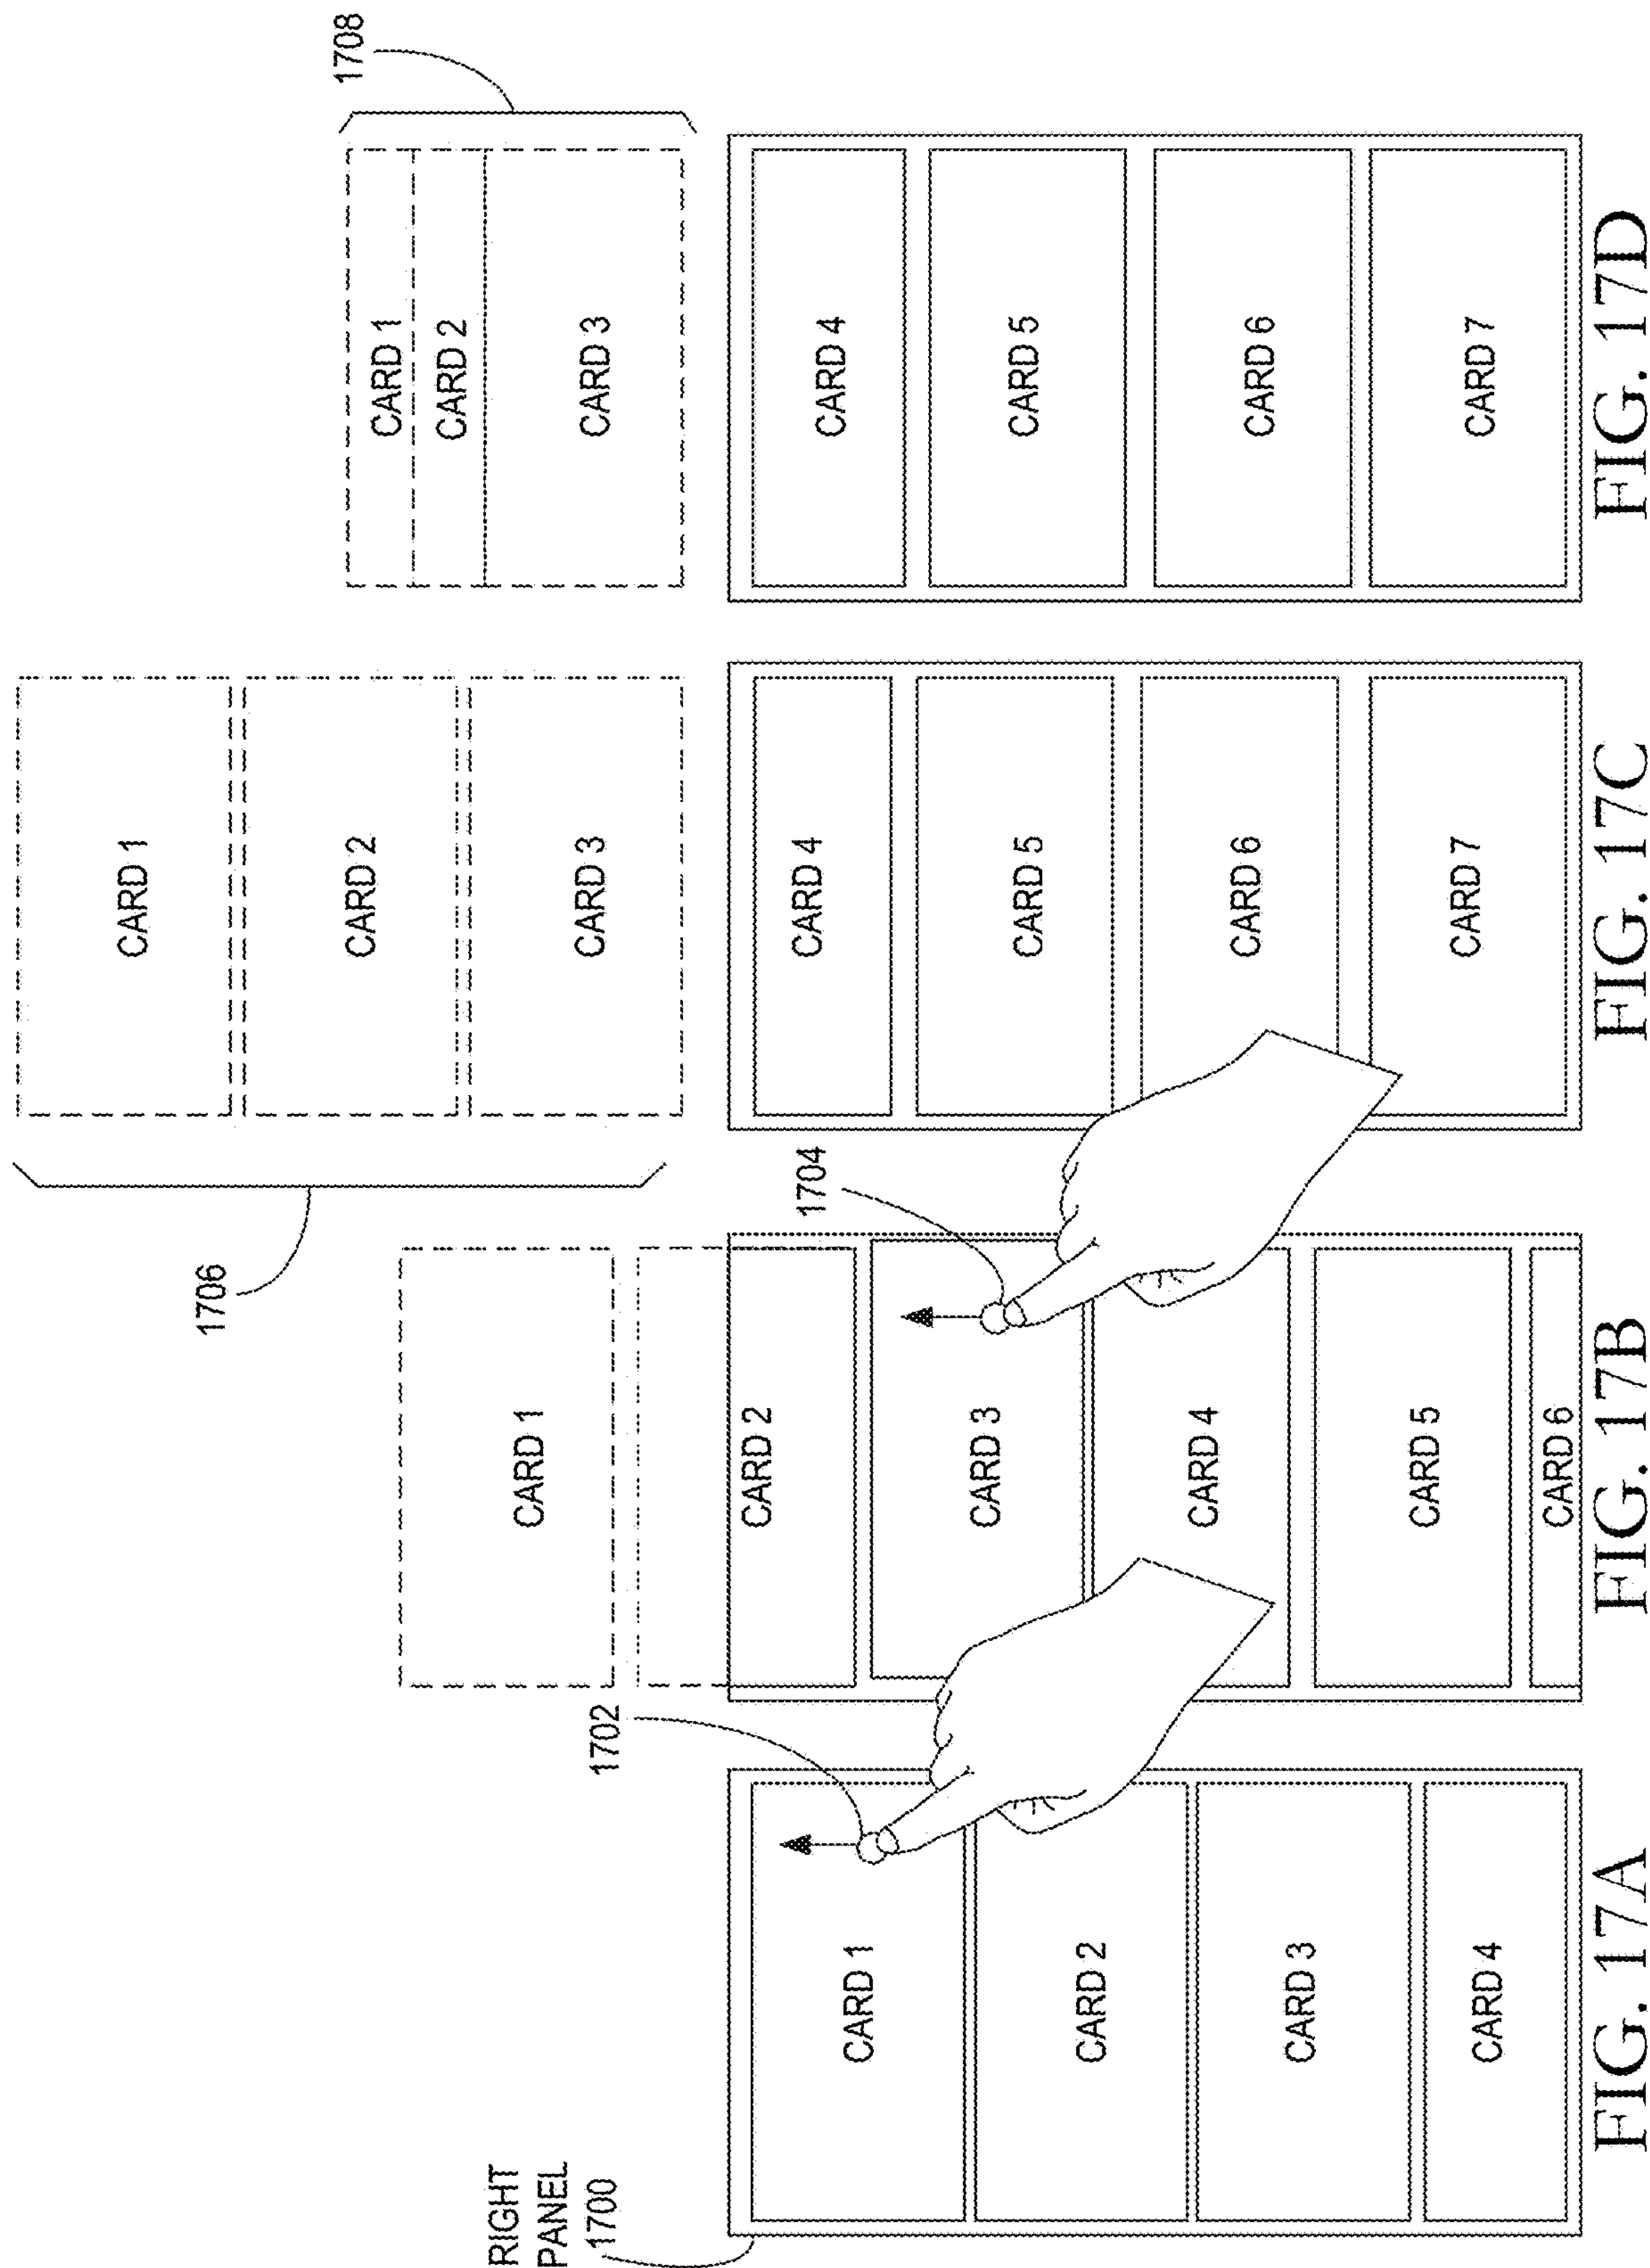 RIGHT
PANEL
1700
CARD 1
CARD 2
CARD 3
CARD 4
1702
FIG. 17A
CARD 1
CARD 2
CARD 3
CARD 4
CARD 5
CARD 6
1704
FIG. 17B
1706
CARD 1
CARD 2
CARD 3
CARD 4
CARD 5
CARD 6
CARD 7
FIG. 17C
1708
CARD 1
CARD 2
CARD 3
CARD 4
CARD 5
CARD 6
CARD 7
FIG. 17D